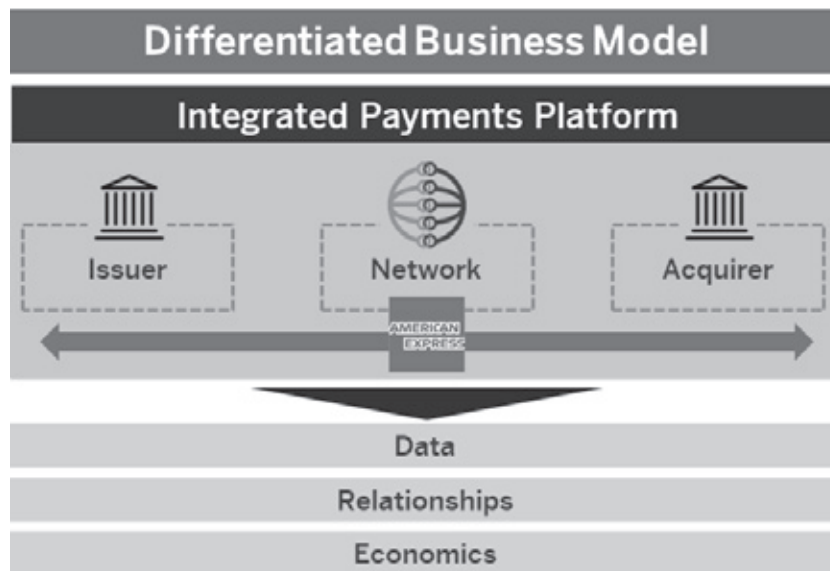 Differentiated Business Model
Integrated Payments Platform
Issuer
Network
Acquirer
AMERICAN
EXPRESS
Data
Relationships
Economics